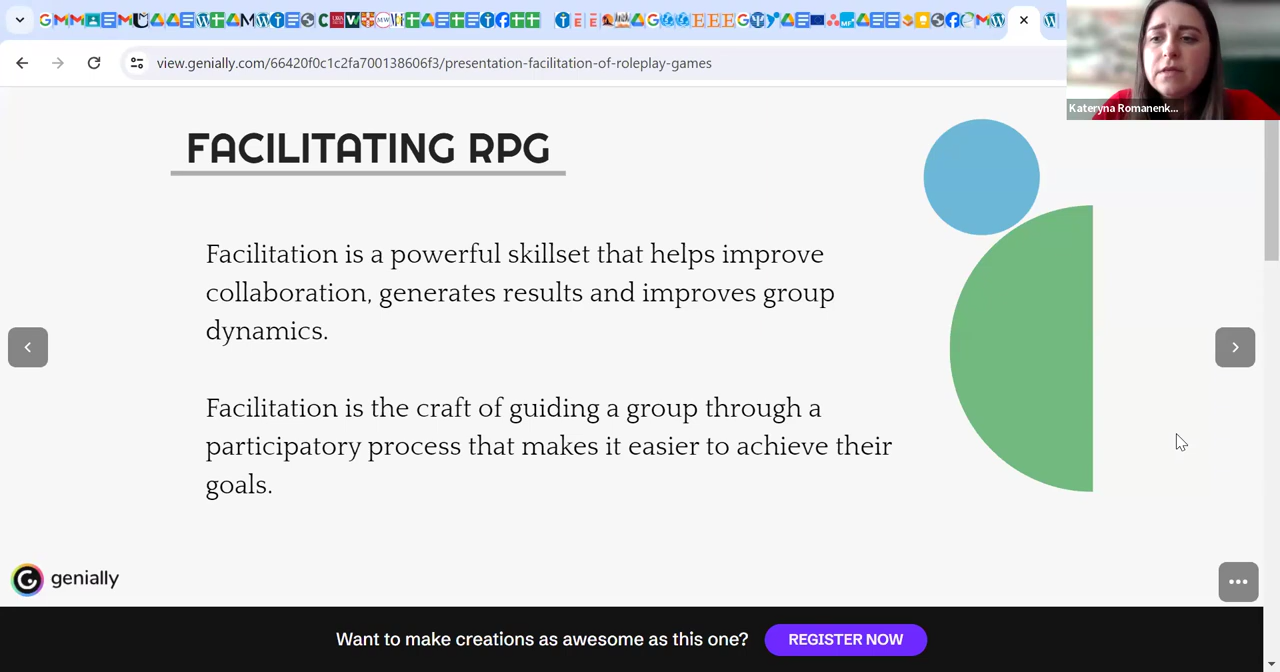 view.genially.com/66420f0c1c2fa700138606f3/presentation-facilitation-of-roleplay-games
Kateryna Romanenk...
FACILITATING RPG
Facilitation is a powerful skillset that helps improve
collaboration, generates results and improves group
dynamics.
Facilitation is the craft of guiding a group through a
participatory process that makes it easier to achieve their
goals.
genially
Want to make creations as awesome as this one?
REGISTER NOW